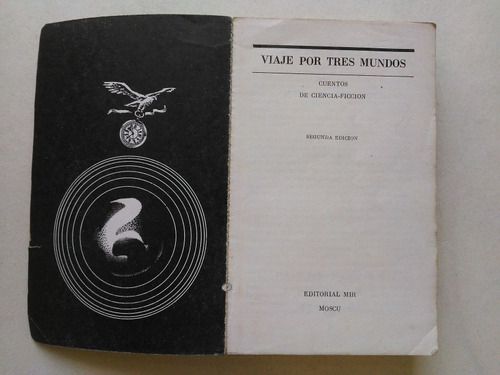 VIAJE POR TRES MUNDOS
CUENTOS
DE CIENCIA-FICCION
SEGUNDA EDICION
EDITORIAL MIR
MOSCU